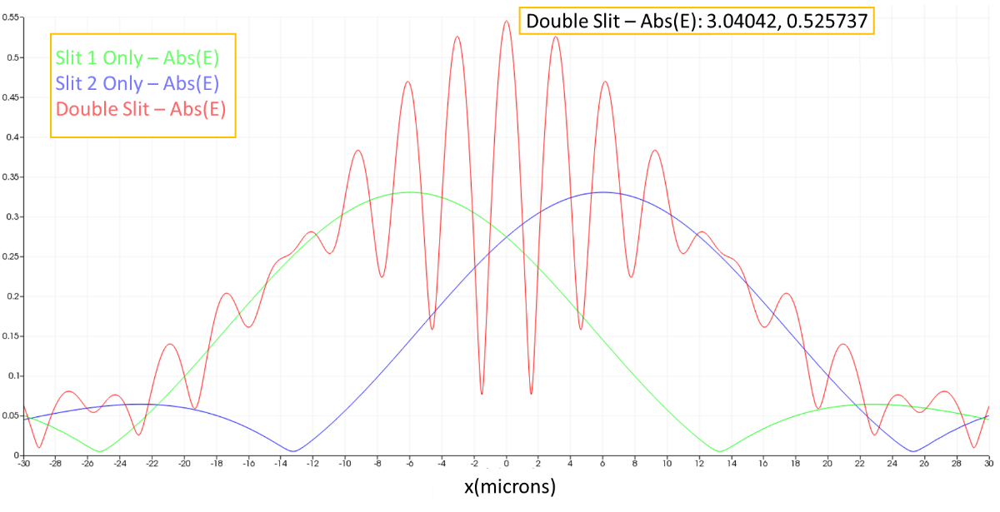 0.55
Double Slit – Abs(E): 3.04042, 0.525737
Slit 1 Only – Abs(E)
Slit 2 Only – Abs(E)
Double Slit – Abs(E)
0.5
0.45
0.4
0.35
0.3
0.25
0.2
0.15
0.1
0.05
0
-30 -28 -26 -24 -22 -20 -18 -16 -14 -12 -10 -8 -6 -4 -2 0 2 4 6 8 10 12 14 16 18 20 22 24 26 28 30
x(microns)